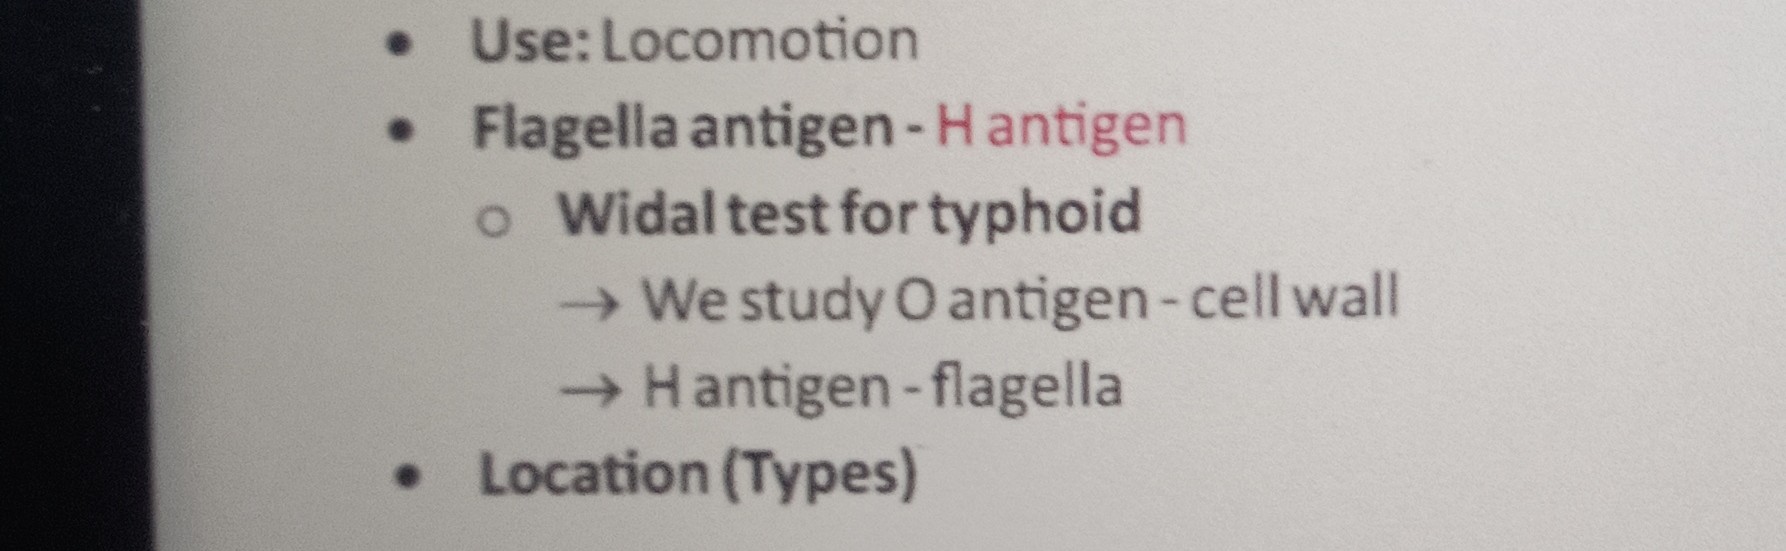 • Use: Locomotion
• Flagella antigen - H antigen
○ Widal test for typhoid
→ We study O antigen - cell wall
→ H antigen - flagella
• Location (Types)